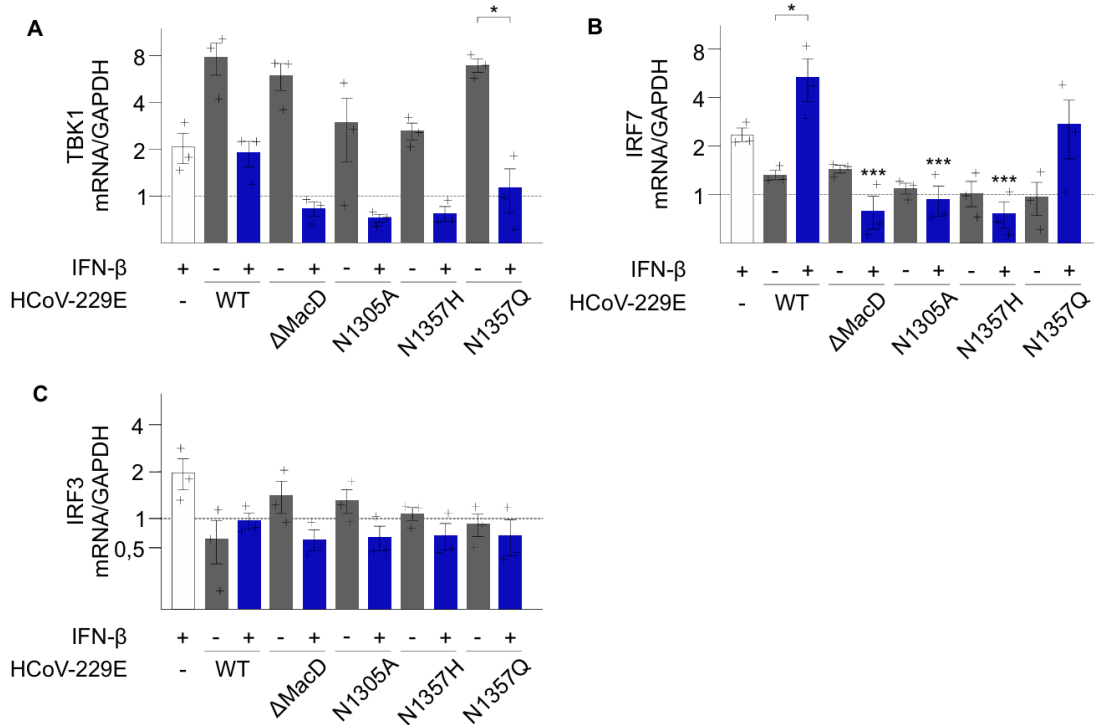 A
*
TBK1
mRNA/GAPDH
8
4
2
1
IFN-β
+ - + - + - + - + - +
HCoV-229E
- WT ΔMacD N1305A N1357H N1357Q
B
*
IRF7
mRNA/GAPDH
8
4
2
1
*** *** ***
IFN-β
+ - + - + - + - + - +
HCoV-229E
- WT ΔMacD N1305A N1357H N1357Q
C
IRF3
mRNA/GAPDH
4
2
1
0,5
IFN-β
+ - + - + - + - + - +
HCoV-229E
- WT ΔMacD N1305A N1357H N1357Q